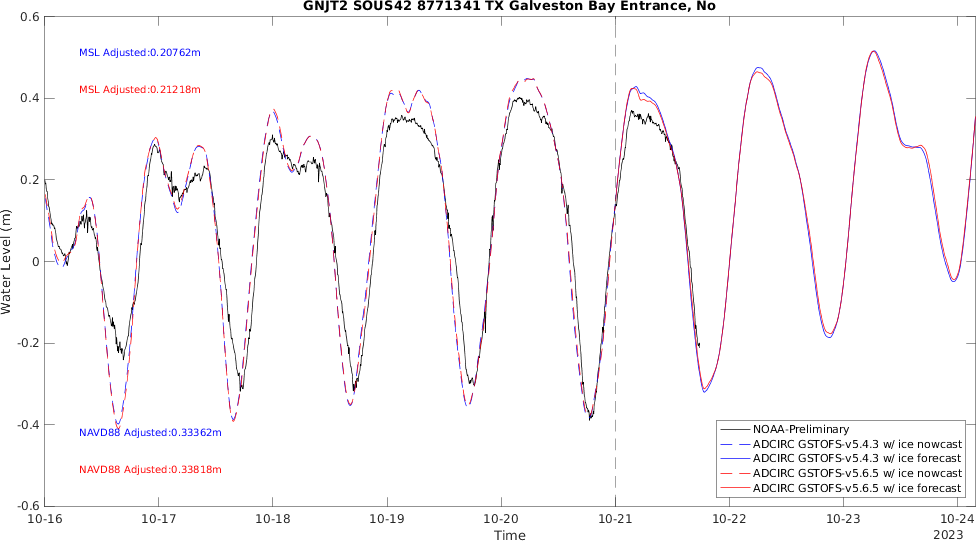 GNJT2 SOUS42 8771341 TX Galveston Bay Entrance, No
0.6
MSL Adjusted:0.20762m
MSL Adjusted:0.21218m
0.4
0.2
Water Level (m)
0
-0.2
-0.4
NAVD88 Adjusted:0.33362m
NAVD88 Adjusted:0.33818m
-0.6
NOAA-Preliminary
ADCIRC GSTOFS-v5.4.3 w/ ice nowcast
ADCIRC GSTOFS-v5.4.3 w/ ice forecast
ADCIRC GSTOFS-v5.6.5 w/ ice nowcast
ADCIRC GSTOFS-v5.6.5 w/ ice forecast
10-16 10-17 10-18 10-19 10-20 10-21 10-22 10-23 10-24
Time
2023